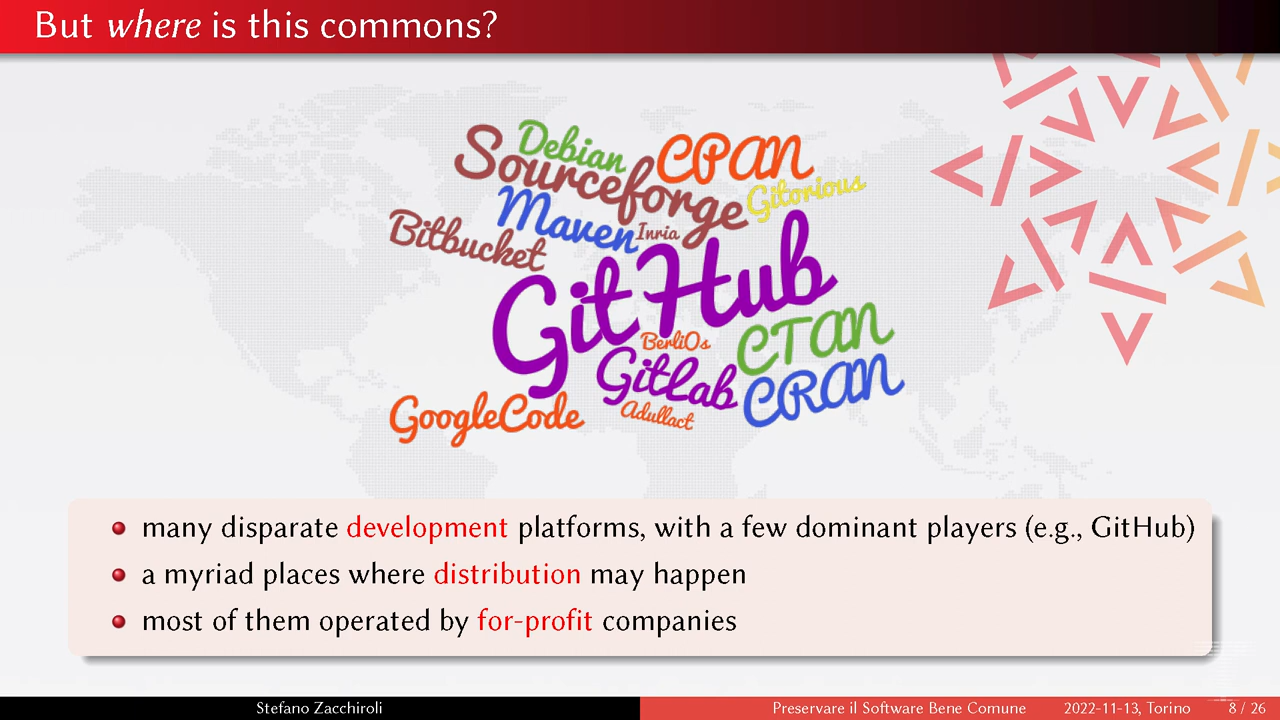 But where is this commons?
Debian
CPAN
Sourceforge
Gitorious
Maven
Inria
Bitbucket
GitHub
BerliOs
CTAN
GitLab
CRAN
GoogleCode
Adullact
many disparate development platforms, with a few dominant players (e.g., GitHub)
a myriad places where distribution may happen
most of them operated by for-profit companies
Stefano Zacchiroli Preservare il Software Bene Comune 2022-11-13, Torino 8 / 26